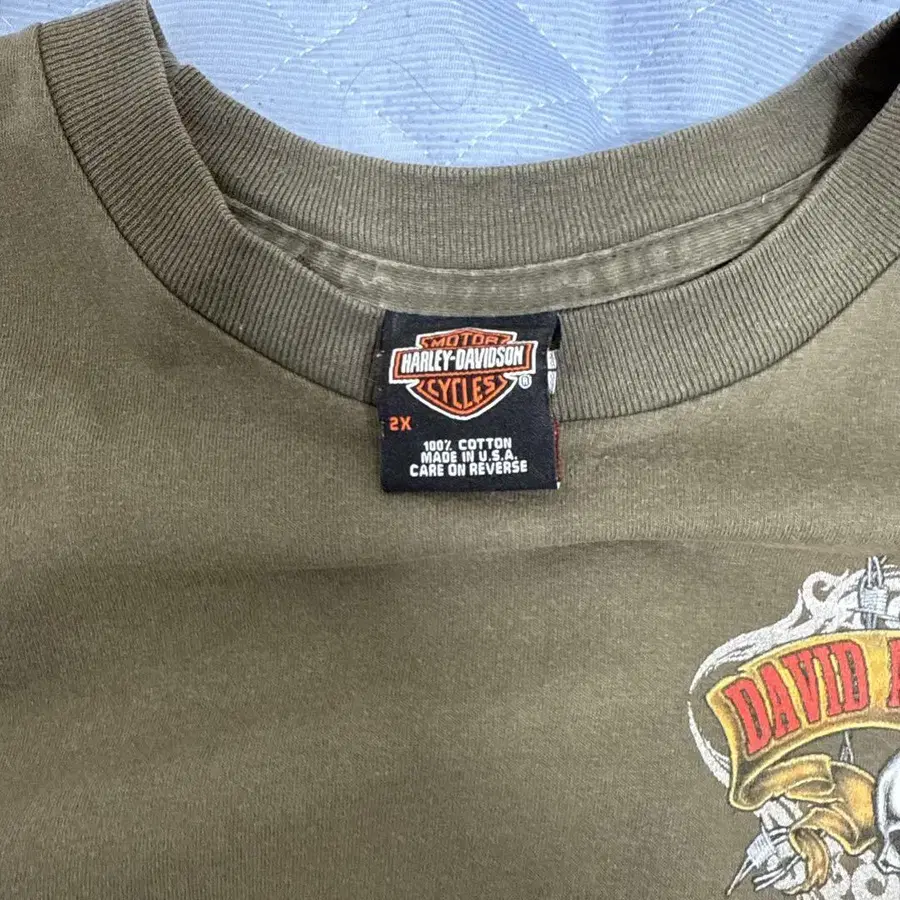 MOTOR
HARLEY-DAVIDSON
CYCLES
®
2X
100% COTTON
MADE IN U.S.A.
CARE ON REVERSE
DAVID